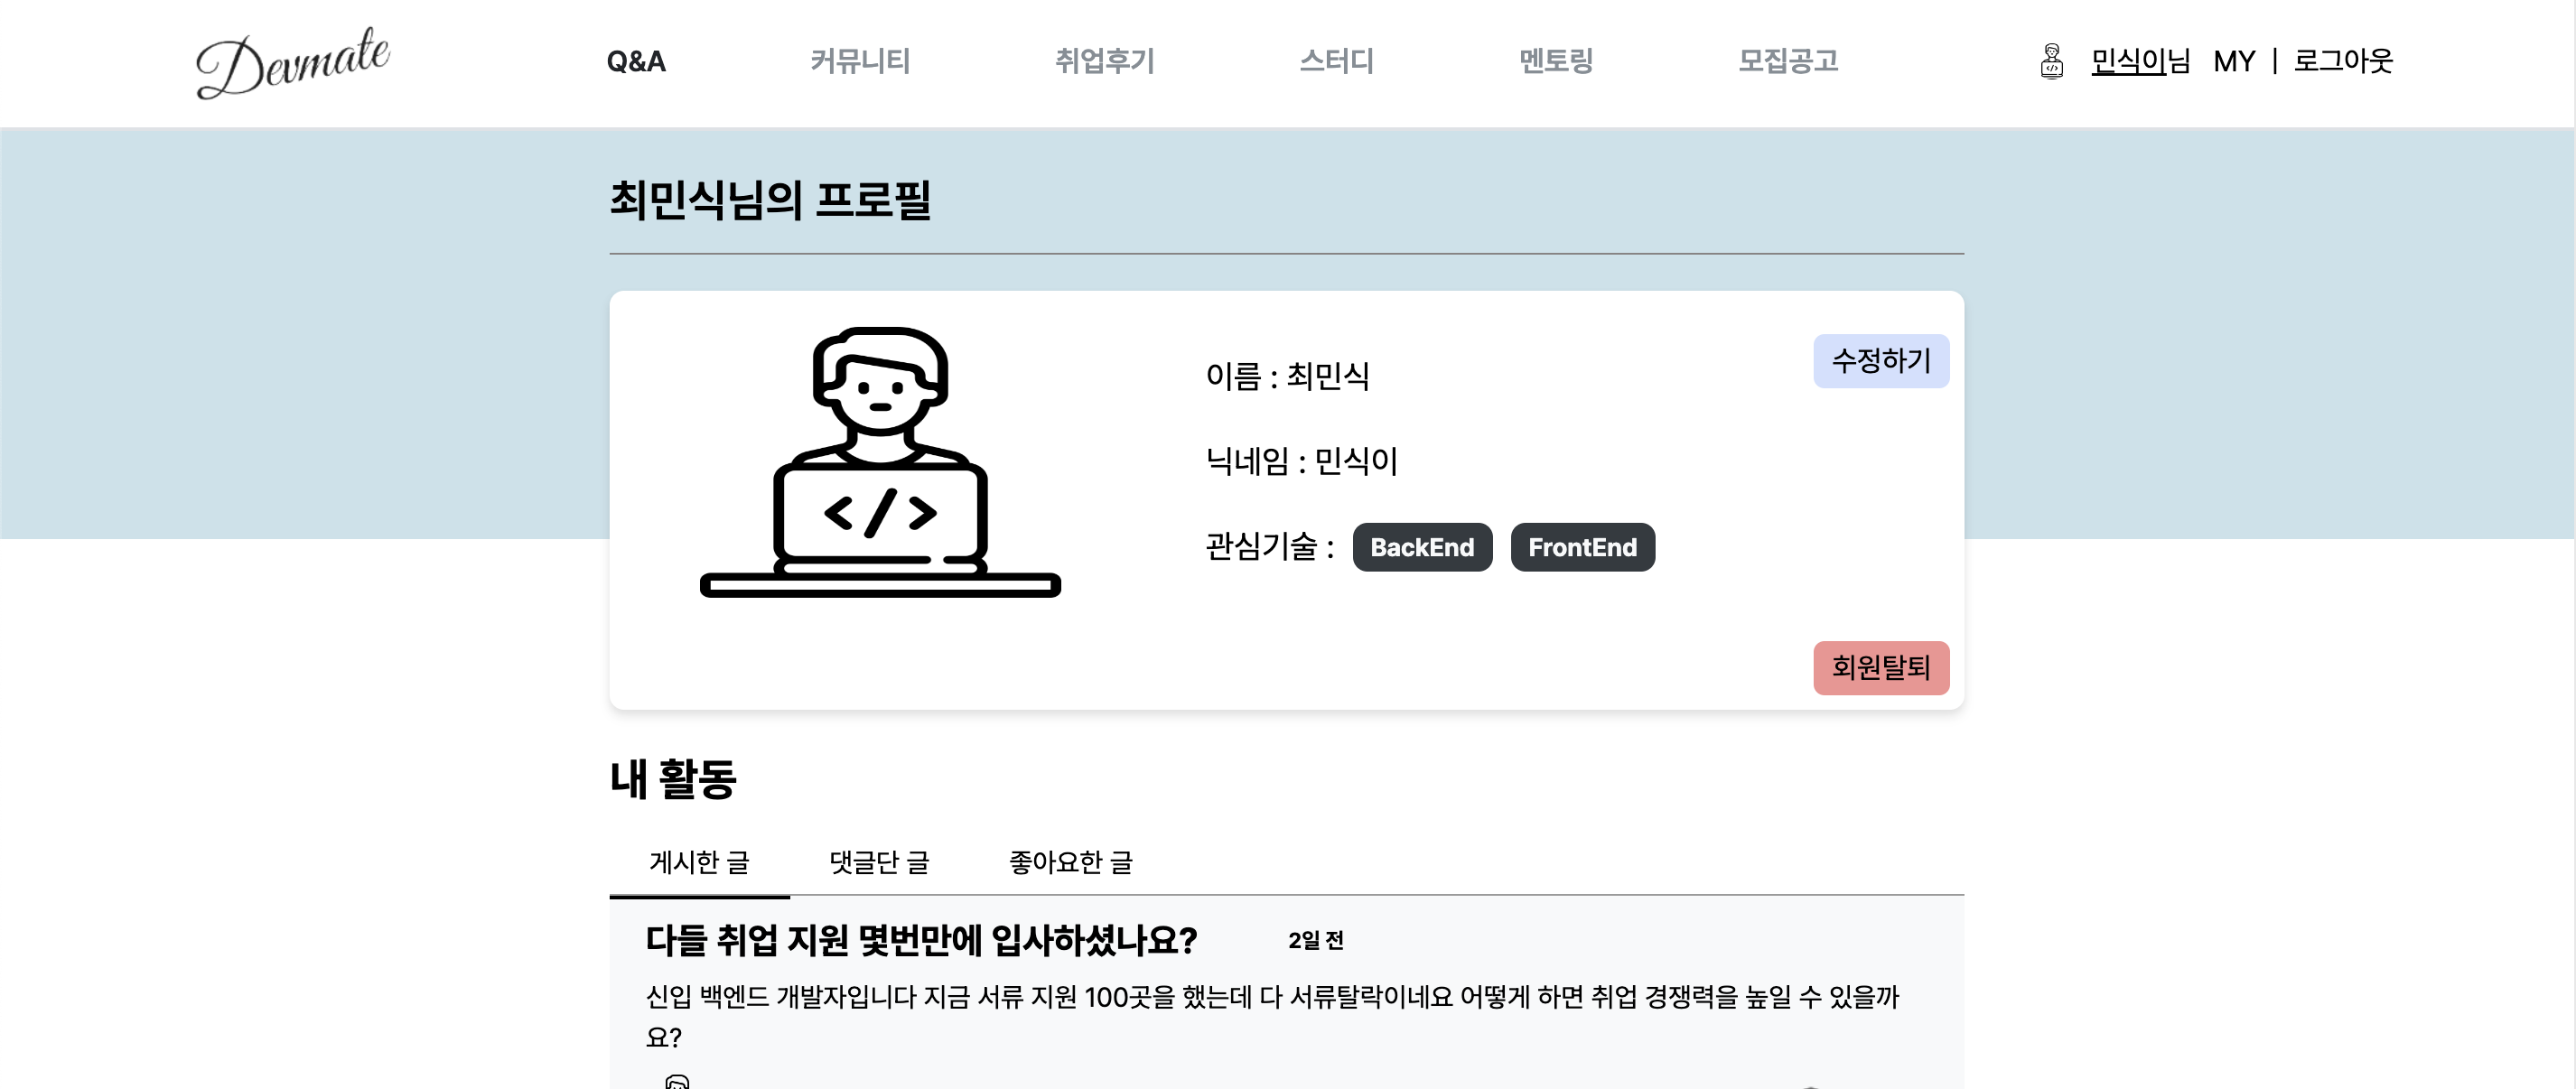 Devmate
Q&A 커뮤니티 취업후기 스터디 멘토링 모집공고 민식이님 MY | 로그아웃
최민식님의 프로필
수정하기
이름 : 최민식
닉네임 : 민식이
관심기술 : BackEnd FrontEnd
</>
회원탈퇴
내 활동
게시한 글 댓글단 글 좋아요한 글
다들 취업 지원 몇번만에 입사하셨나요? 2일 전
신입 백엔드 개발자입니다 지금 서류 지원 100곳을 했는데 다 서류탈락이네요 어떻게 하면 취업 경쟁력을 높일 수 있을까
요?